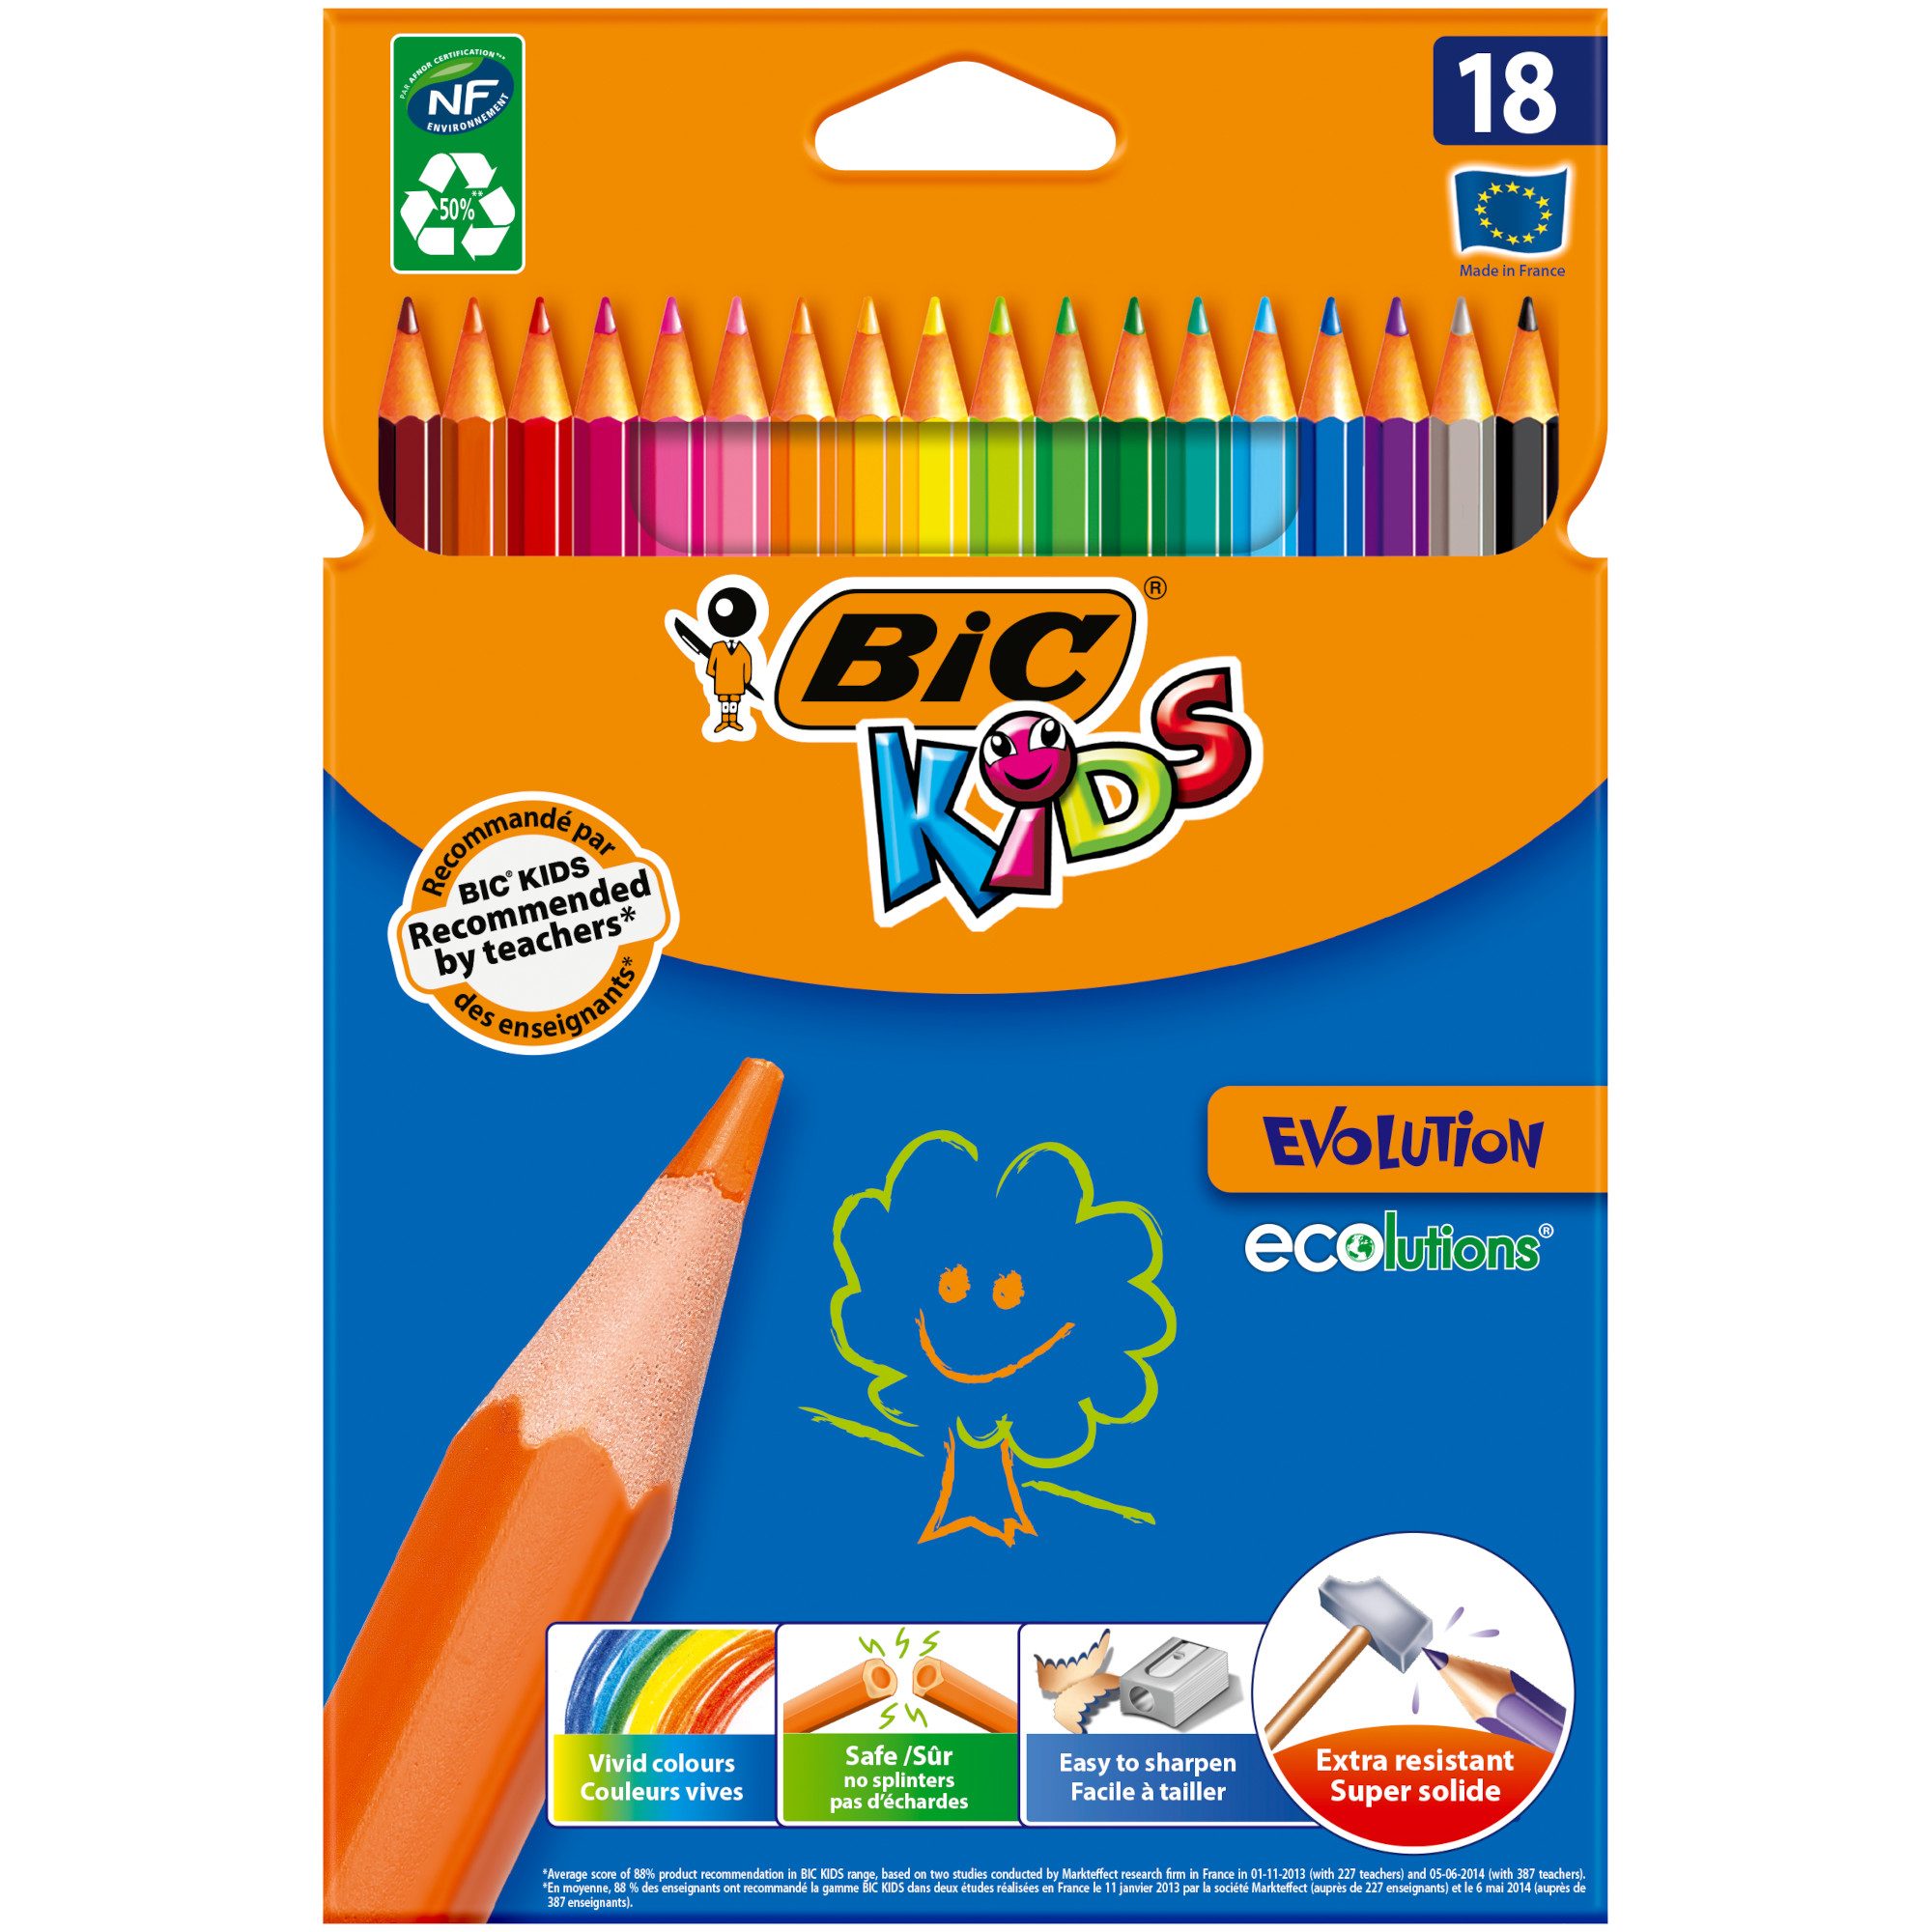 PAR AFNOR CERTIFICATION***
NF
ENVIRONNEMENT
50%**
18
Made in France
BiC®
KiDS
Recommandé par
BIC® KIDS
Recommended
by teachers*
des enseignants*
EVOLUTiON
ecolutions®
Vivid colours
Couleurs vives
Safe /Sûr
no splinters
pas d'échardes
Easy to sharpen
Facile à tailler
Extra resistant
Super solide
*Average score of 88% product recommendation in BIC KIDS range, based on two studies conducted by Markteffect research firm in France in 01-11-2013 (with 227 teachers) and 05-06-2014 (with 387 teachers).
*En moyenne, 88 % des enseignants ont recommandé la gamme BIC KIDS dans deux études réalisées en France le 11 janvier 2013 par la société Markteffect (auprès de 227 enseignants) et le 6 mai 2014 (auprès de
387 enseignants).